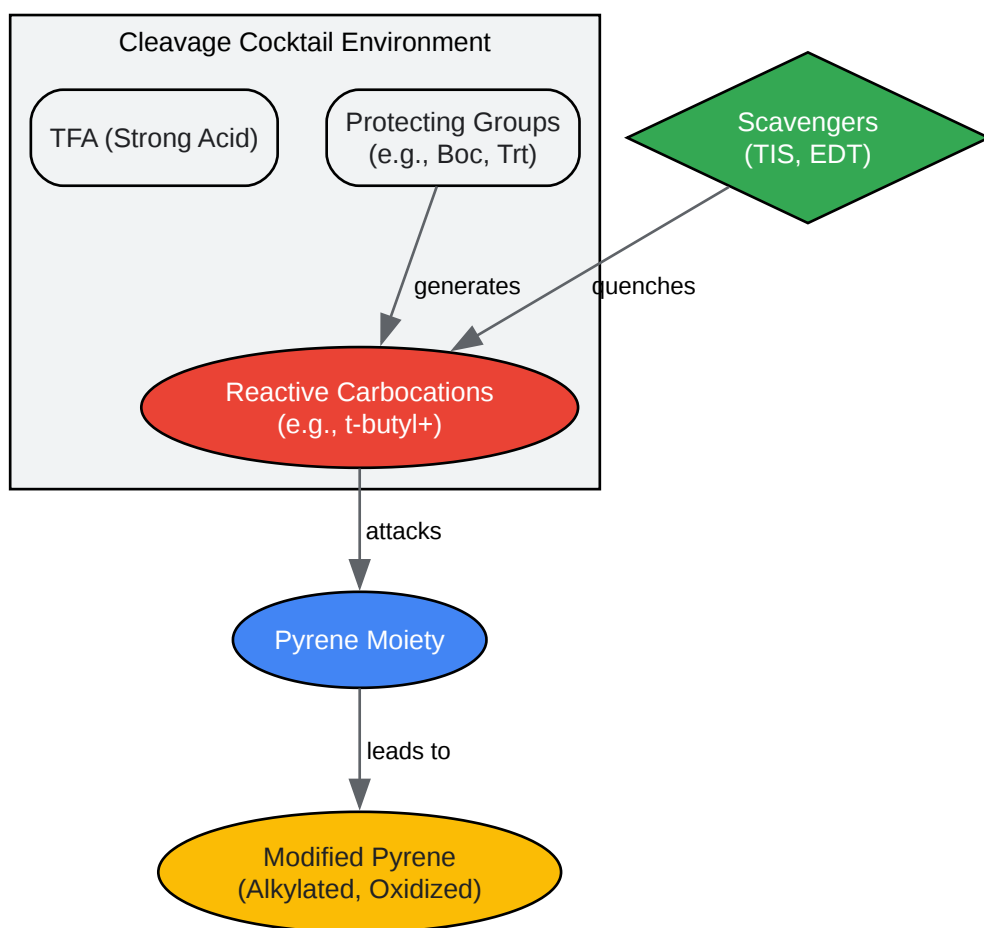 Cleavage Cocktail Environment
TFA (Strong Acid)
Protecting Groups
(e.g., Boc, Trt)
Scavengers
(TIS, EDT)
generates
quenches
Reactive Carbocations
(e.g., t-butyl+)
attacks
Pyrene Moiety
leads to
Modified Pyrene
(Alkylated, Oxidized)